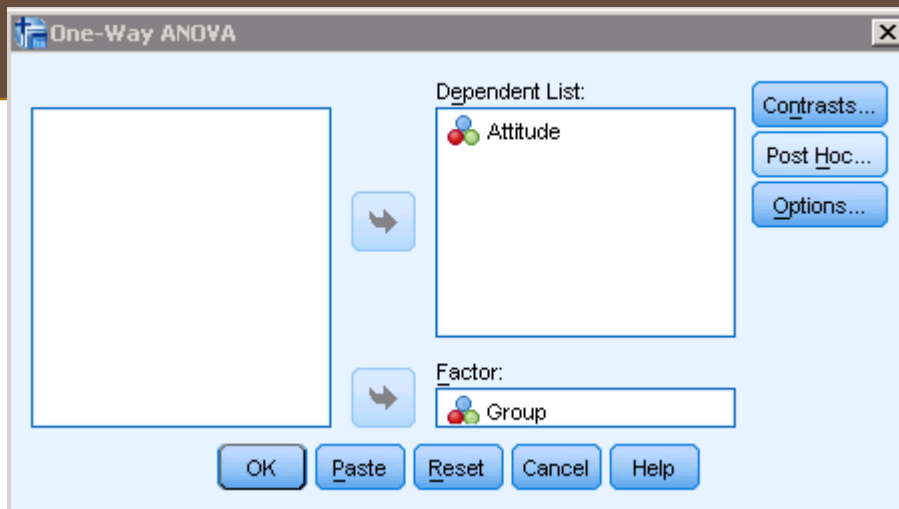 One-Way ANOVA
Dependent List:
Attitude
Contrasts...
Post Hoc...
Options...
Factor:
Group
OK Paste Reset Cancel Help